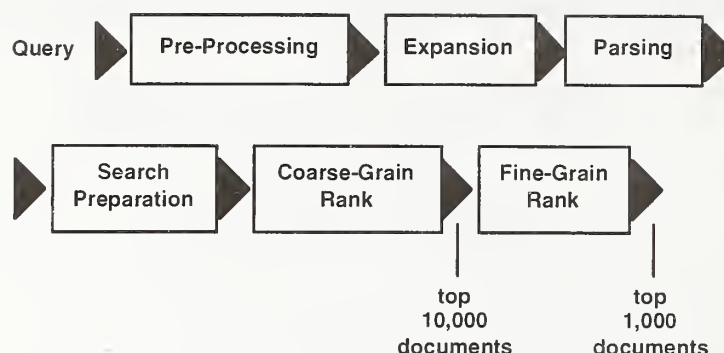 Query Pre-Processing Expansion Parsing
Search Preparation
Coarse-Grain Rank
Fine-Grain Rank
top
10,000
documents
top
1,000
documents